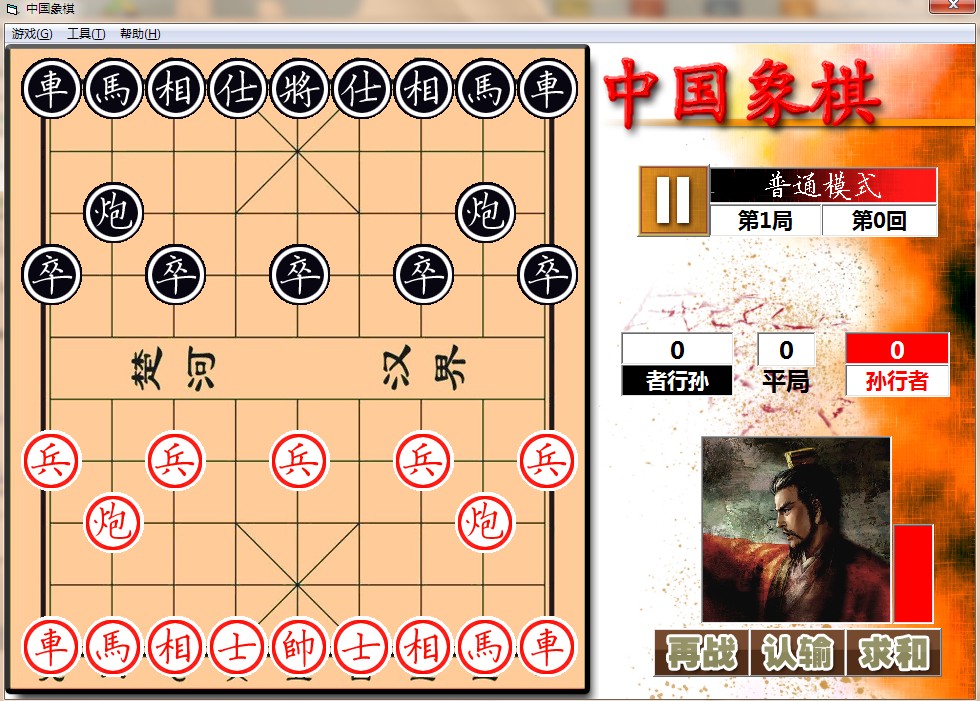 中国象棋
游戏(G) 工具(T) 帮助(H)
車 馬 相 仕 將 仕 相 馬 車
炮 炮
卒 卒 卒 卒 卒
楚河 汉界
兵 兵 兵 兵 兵
炮 炮
車 馬 相 士 帥 士 相 馬 車
中国象棋
普通模式
第1局 第0回
0 0 0
者行孙 平局 孙行者
再战 认输 求和